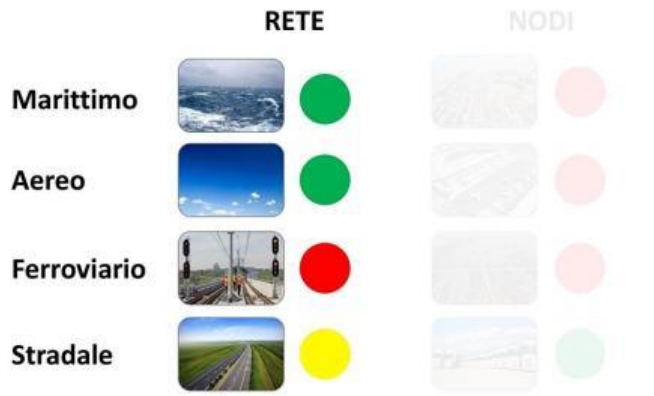 RETE NODI
Marittimo
Aereo
Ferroviario
Stradale